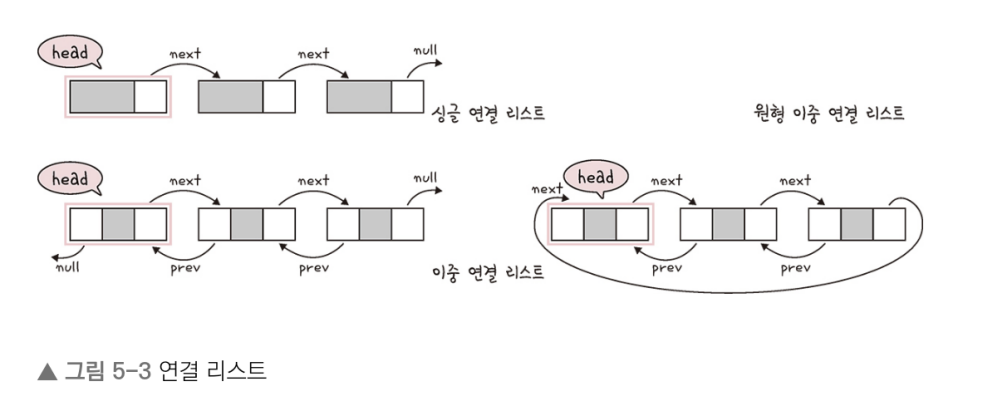 head
next
next
null
싱글 연결 리스트
head
next
next
null
null
prev
prev
이중 연결 리스트
원형 이중 연결 리스트
head
next
next
next
prev
prev
▲ 그림 5-3 연결 리스트